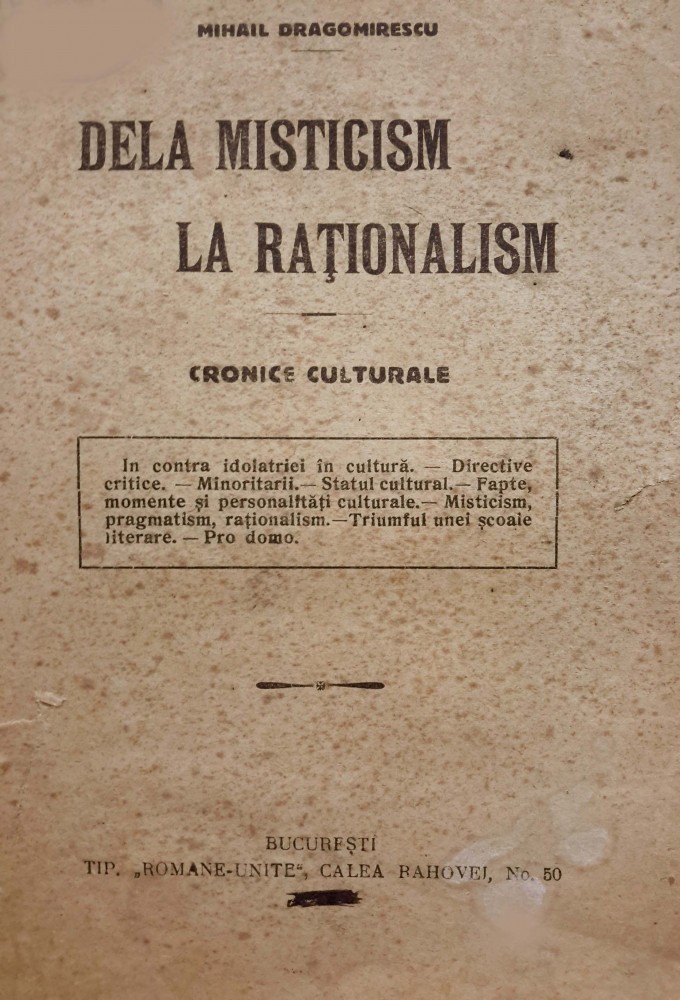 MIHAIL DRAGOMIRESCU
DELA MISTICISM
LA RAŢIONALISM
CRONICE CULTURALE
In contra idolatriei în cultură. — Directive
critice. — Minoritarii. — Statul cultural. — Fapte,
momente şi personalități culturale. — Misticism,
pragmatism, raţionalism. — Triumful unei şcoale
literare. — Pro domo.
BUCUREŞTI
TIP. „ROMANE-UNITE“, CALEA RAHOVEI, No. 50